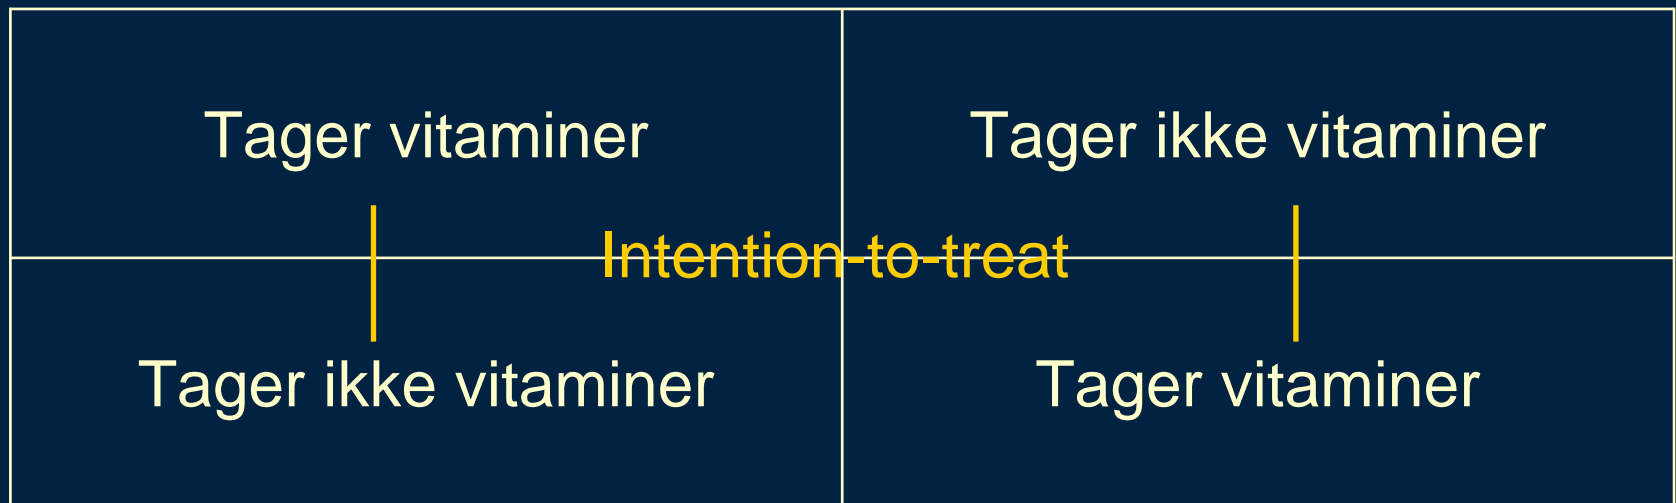 Tager vitaminer
Tager ikke vitaminer
Intention-to-treat
Tager ikke vitaminer
Tager vitaminer